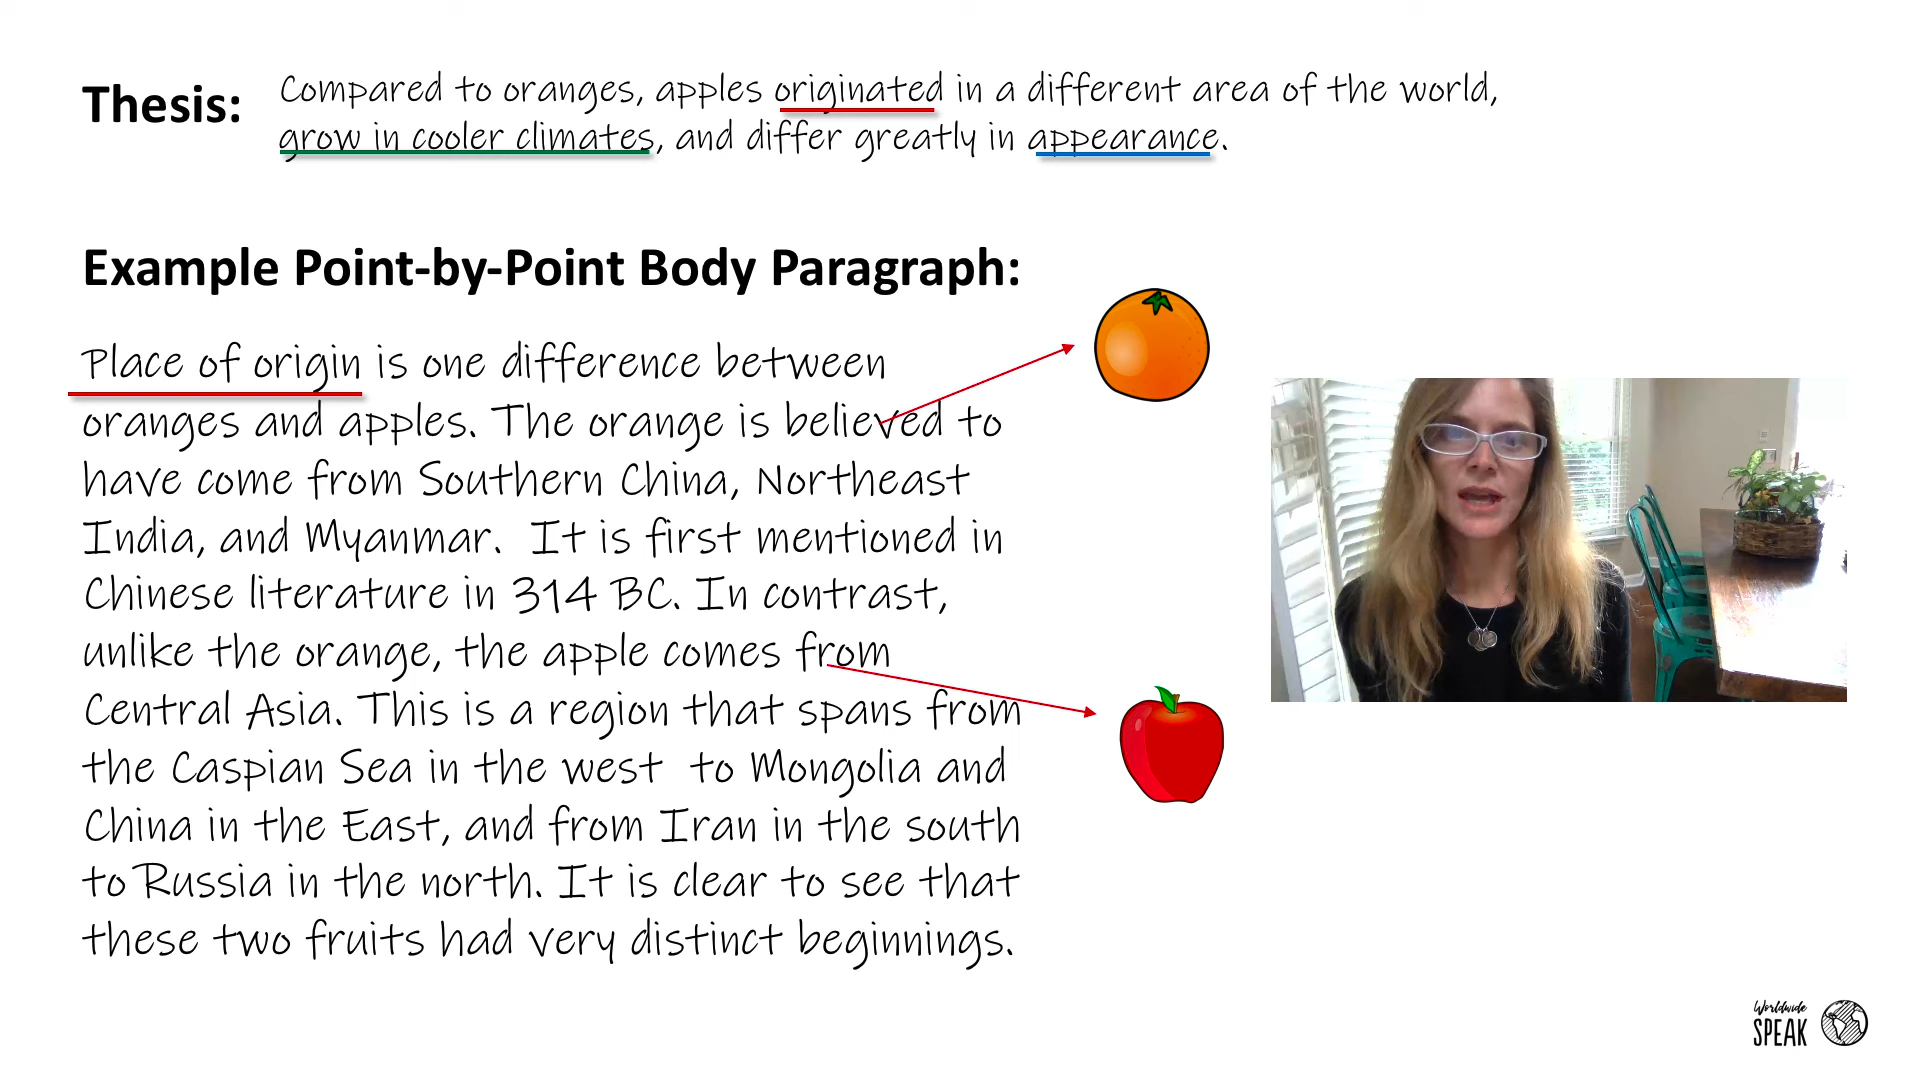 Thesis:
Compared to oranges, apples originated in a different area of the world,
grow in cooler climates, and differ greatly in appearance.
Example Point-by-Point Body Paragraph:
Place of origin is one difference between
oranges and apples. The orange is believed to
have come from Southern China, Northeast
India, and Myanmar.  It is first mentioned in
Chinese literature in 314 BC. In contrast,
unlike the orange, the apple comes from
Central Asia. This is a region that spans from
the Caspian Sea in the west  to Mongolia and
China in the East, and from Iran in the south
to Russia in the north. It is clear to see that
these two fruits had very distinct beginnings.
Worldwide
SPEAK